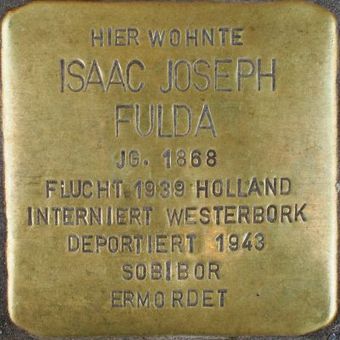 HIER WOHNTE
ISAAC JOSEPH
FULDA
JG. 1868
FLUCHT 1939 HOLLAND
INTERNIERT WESTERBORK
DEPORTIERT 1943
SOBIBOR
ERMORDET